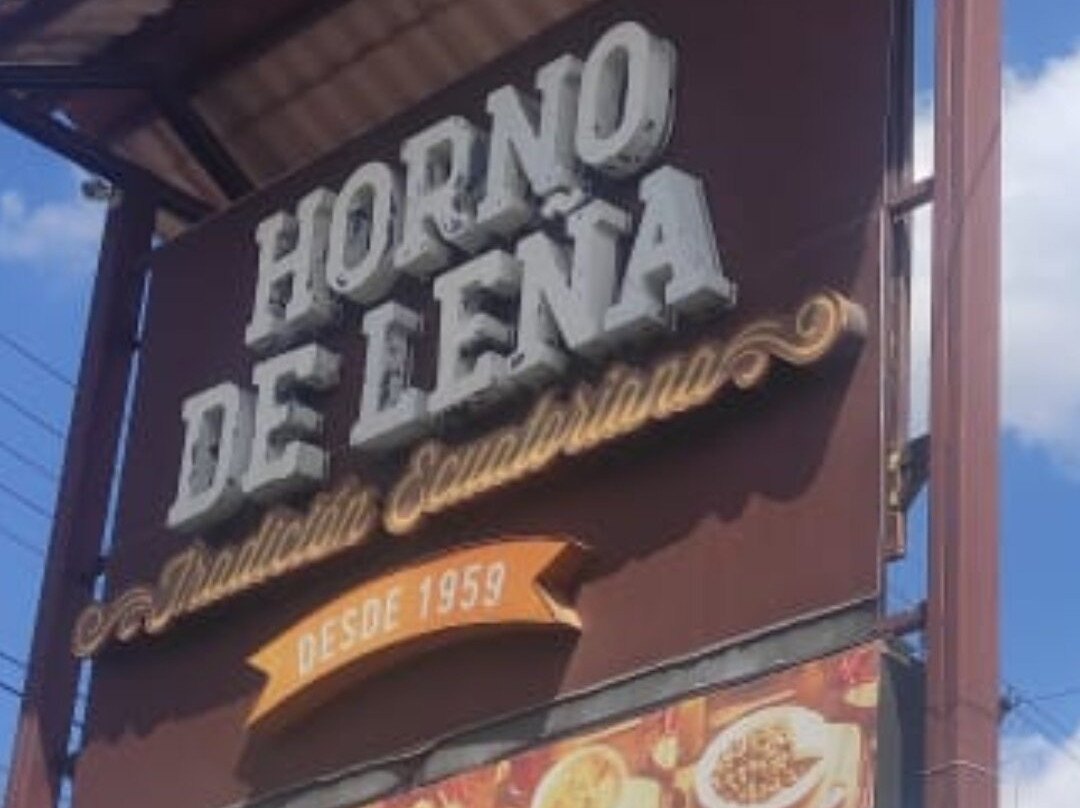 HORNO
DE LEÑA
Tradición Ecuatoriana
DESDE 1959